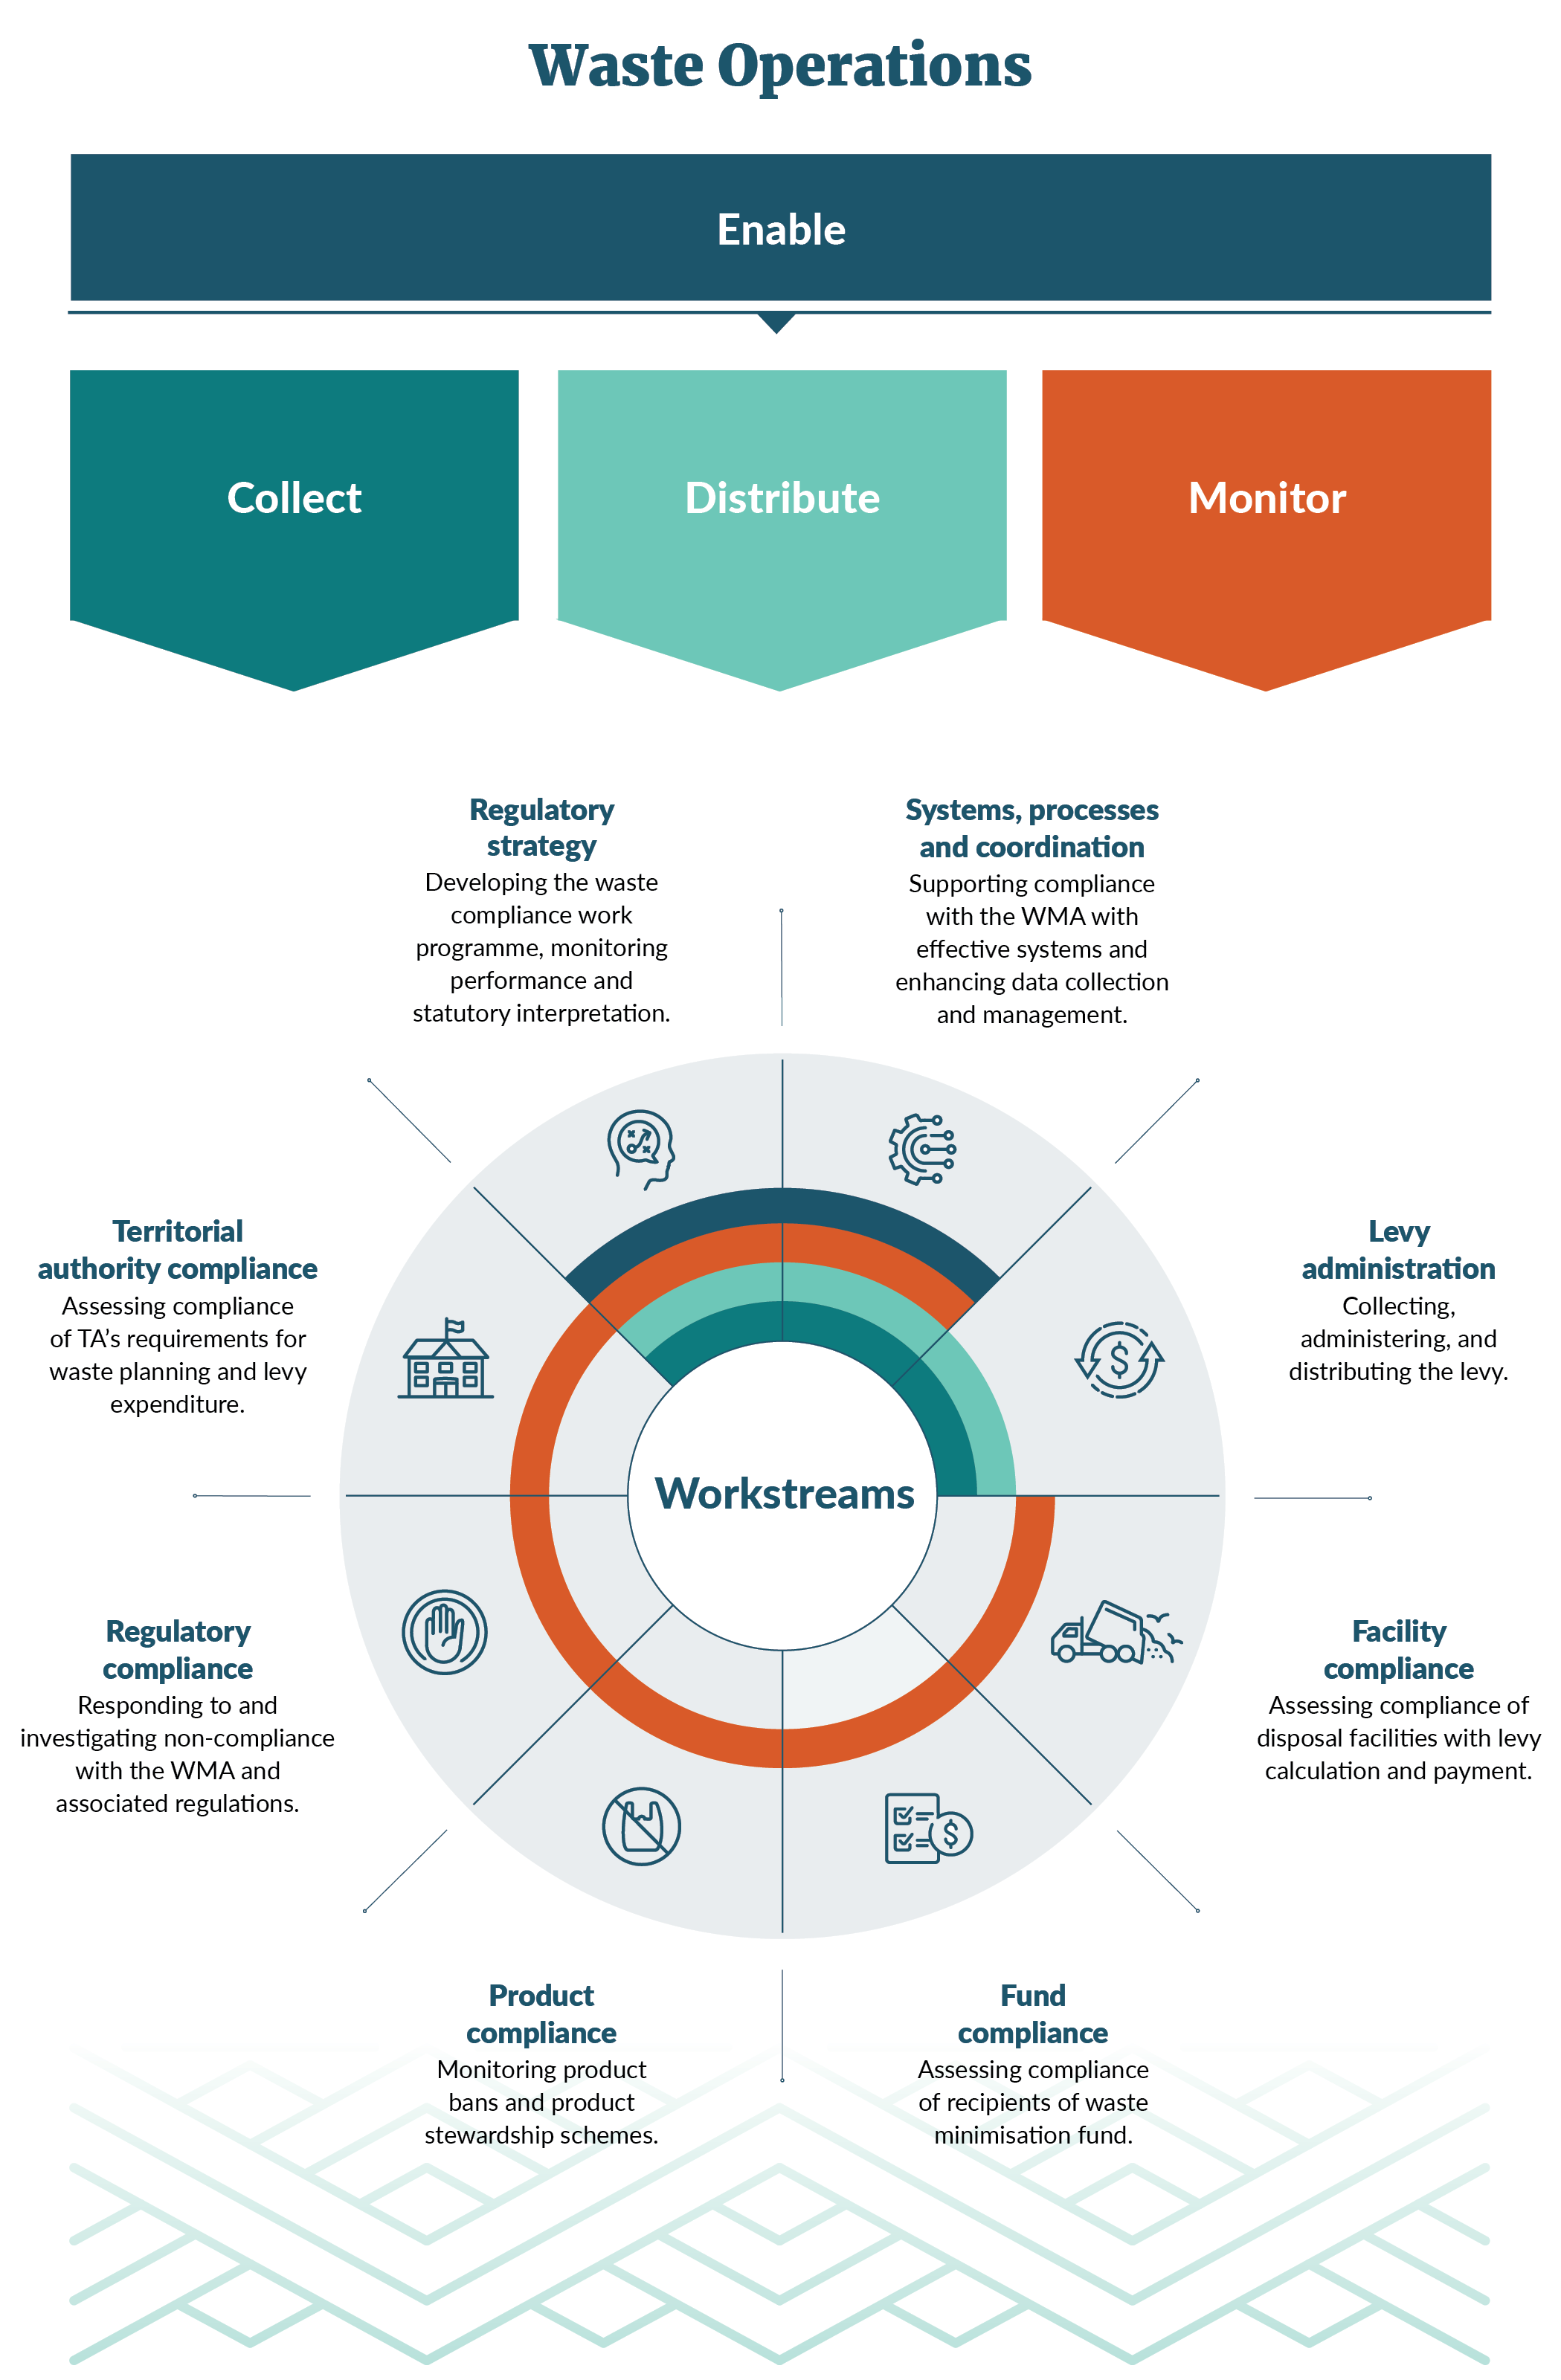 Waste Operations
Enable
Collect
Distribute
Monitor
Regulatory
strategy
Developing the waste
compliance work
programme, monitoring
performance and
statutory interpretation.
Systems, processes
and coordination
Supporting compliance
with the WMA with
effective systems and
enhancing data collection
and management.
Territorial
authority compliance
Assessing compliance
of TA’s requirements for
waste planning and levy
expenditure.
Levy
administration
Collecting,
administering, and
distributing the levy.
Workstreams
Regulatory
compliance
Responding to and
investigating non-compliance
with the WMA and
associated regulations.
Facility
compliance
Assessing compliance of
disposal facilities with levy
calculation and payment.
Product
compliance
Monitoring product
bans and product
stewardship schemes.
Fund
compliance
Assessing compliance
of recipients of waste
minimisation fund.